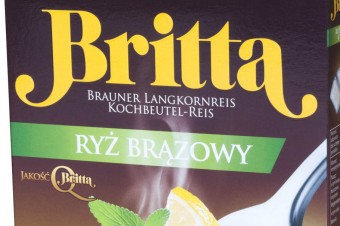 Britta
BRAUNER LANGKORNREIS
KOCHBEUTEL-REIS
RYŻ BRĄZOWY
JAKOŚĆ Britta